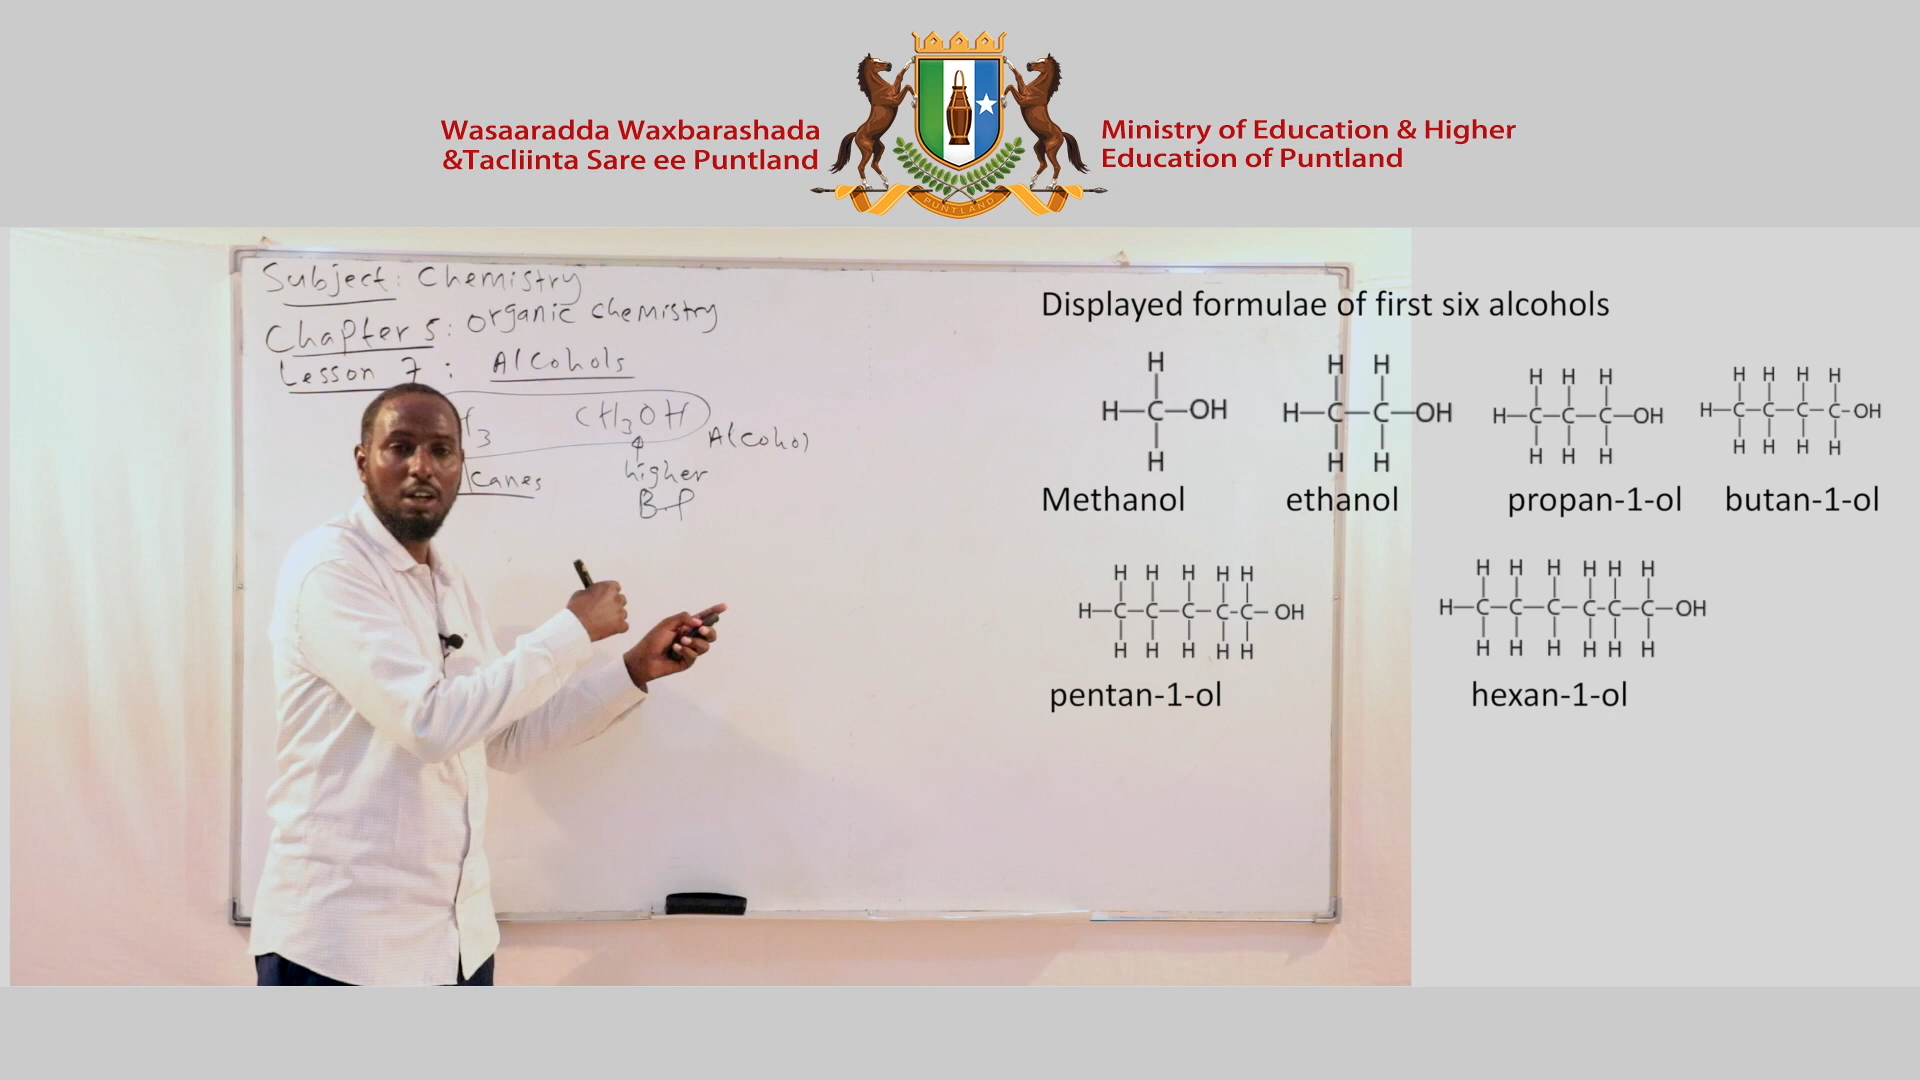 Wasaaradda Waxbarashada
&Tacliinta Sare ee Puntland
PUNTLAND
Ministry of Education & Higher
Education of Puntland
Subject: Chemistry
Chapter 5: Organic chemistry
Lesson 7: Alcohols
CH3OH
Alcohol
higher
B.P
Displayed formulae of first six alcohols
H
H—C—OH
H
Methanol
H H
H—C—C—OH
H H
ethanol
H H H
H—C—C—C—OH
H H H
propan-1-ol
H H H H
H—C—C—C—C-OH
H H H H
butan-1-ol
H H H H H
H—C—C—C—C-C—OH
H H H H H
pentan-1-ol
H H H H H H
H—C—C—C—C-C—C—OH
H H H H H H
hexan-1-ol